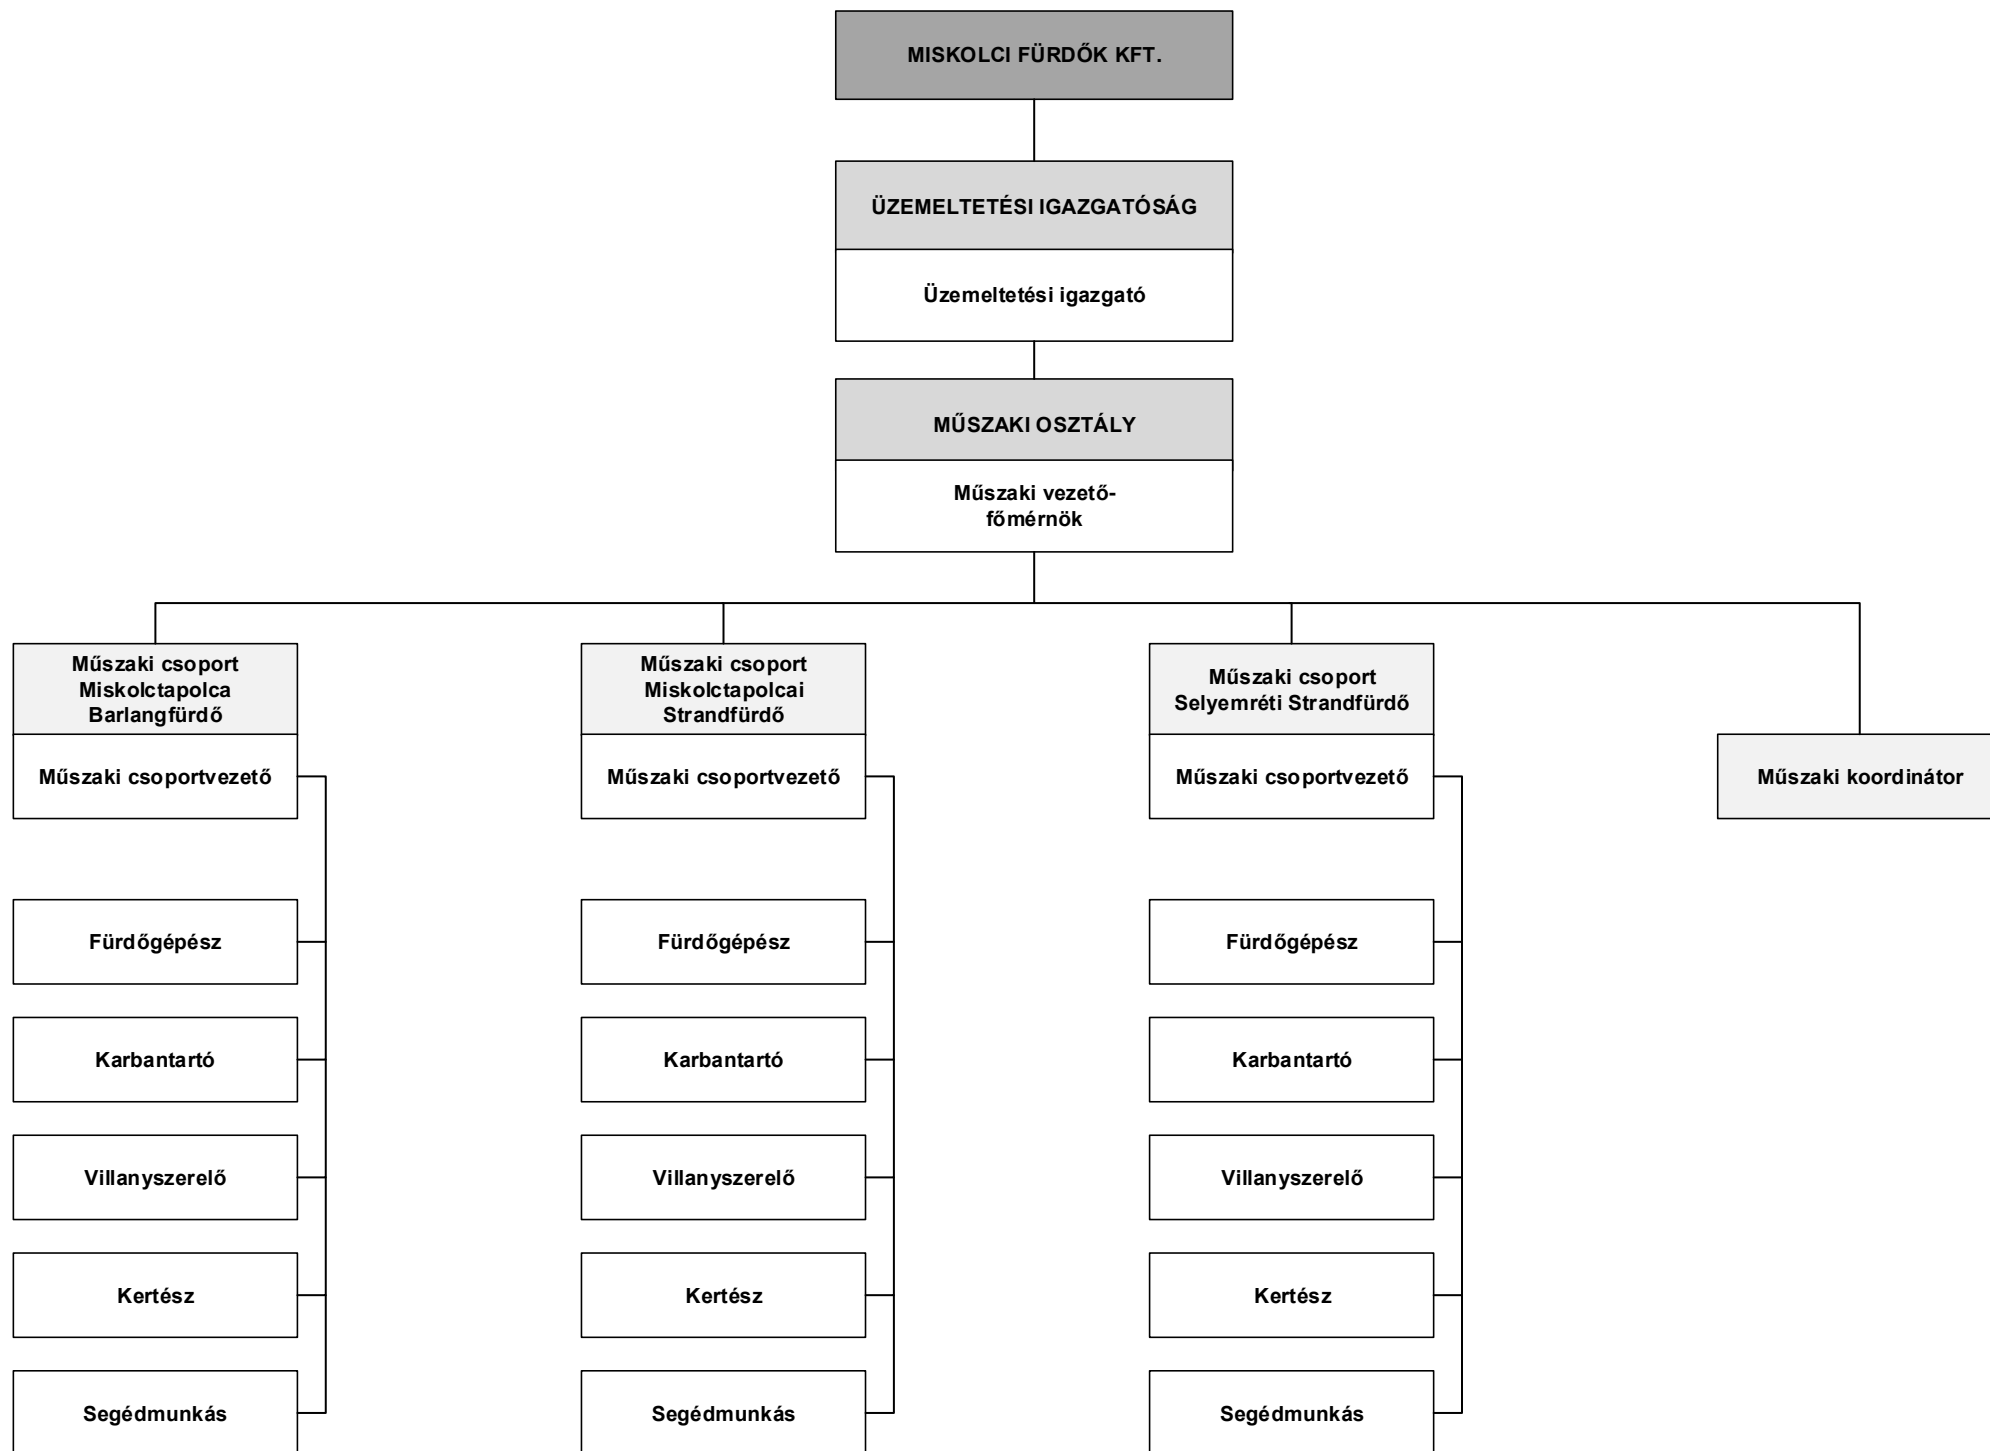 MISKOLCI FÜRDŐK KFT.
ÜZEMELTETÉSI IGAZGATÓSÁG
Üzemeltetési igazgató
MŰSZAKI OSZTÁLY
Műszaki vezető-
főmérnök
Műszaki csoport
Miskolctapolca
Barlangfürdő
Műszaki csoportvezető
Fürdőgépész
Karbantartó
Villanyszerelő
Kertész
Segédmunkás
Műszaki csoport
Miskolctapolcai
Strandfürdő
Műszaki csoportvezető
Fürdőgépész
Karbantartó
Villanyszerelő
Kertész
Segédmunkás
Műszaki csoport
Selyemréti Strandfürdő
Műszaki csoportvezető
Fürdőgépész
Karbantartó
Villanyszerelő
Kertész
Segédmunkás
Műszaki koordinátor